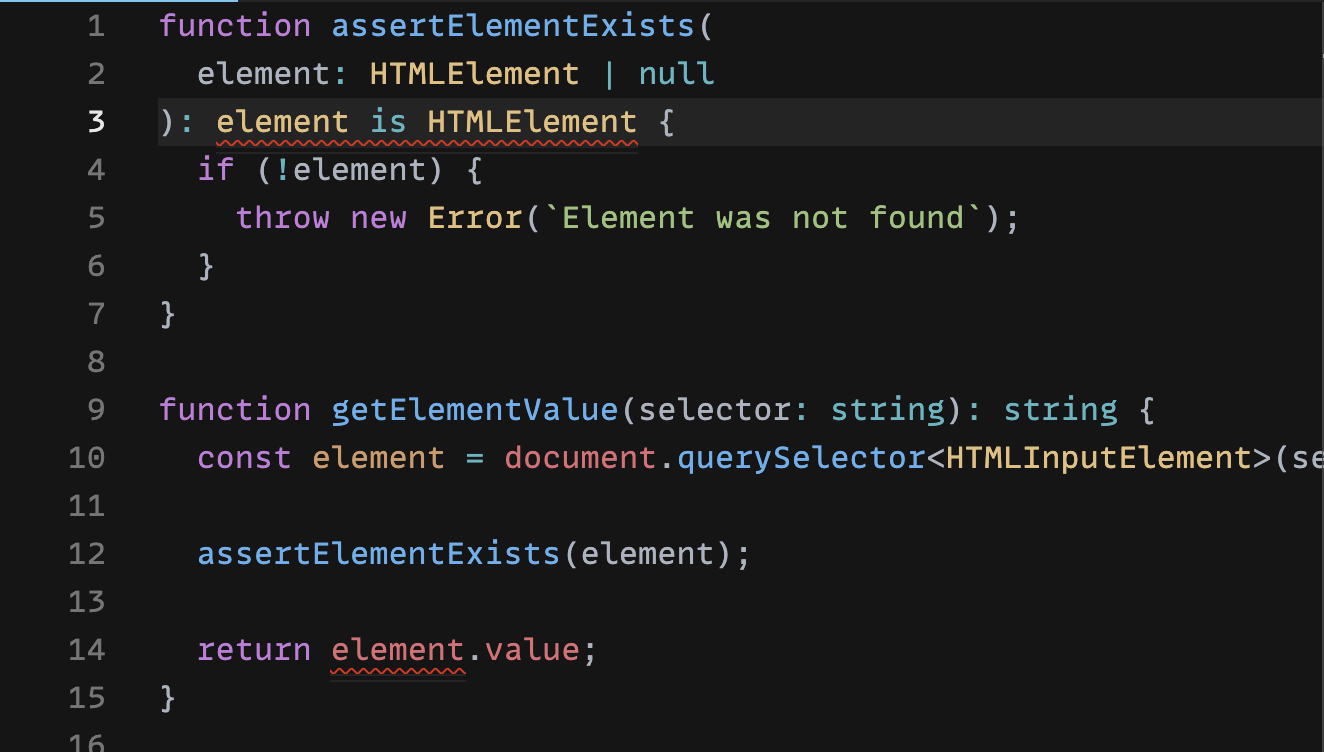 1 function assertElementExists(
2 element: HTMLElement | null
3 ): element is HTMLElement {
4 if (!element) {
5 throw new Error(`Element was not found`);
6 }
7 }
8
9 function getElementValue(selector: string): string {
10 const element = document.querySelector<HTMLInputElement>(se
11
12 assertElementExists(element);
13
14 return element.value;
15 }
16